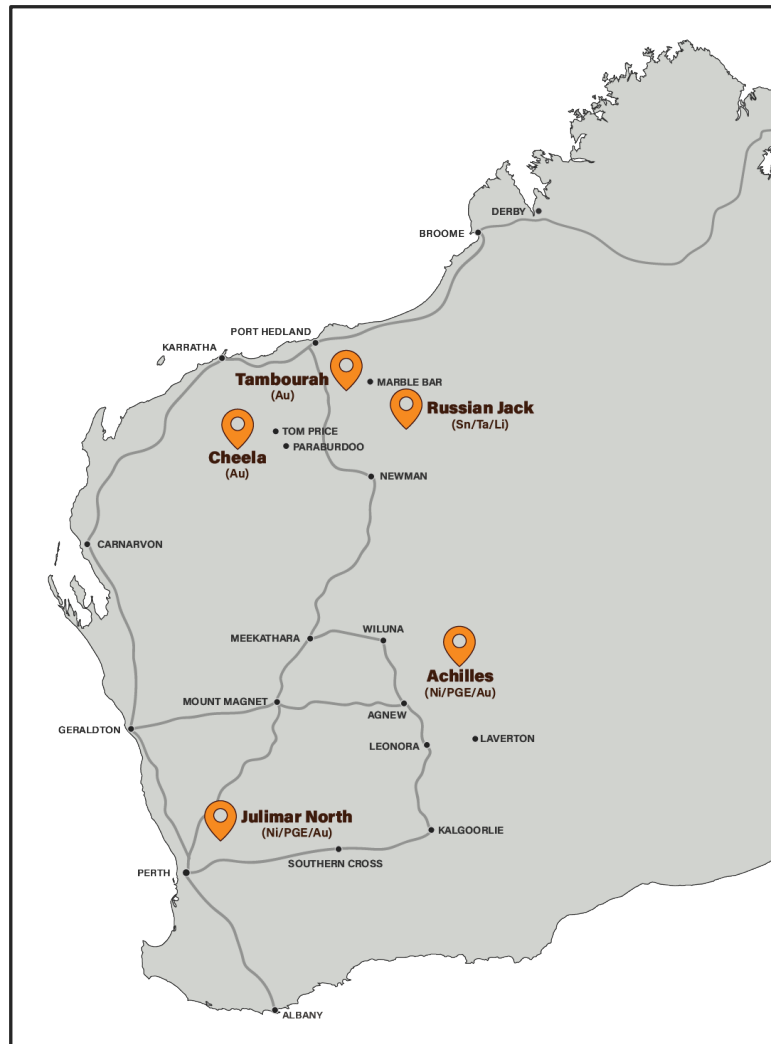 DERBY
BROOME
PORT HEDLAND
KARRATHA
Tambourah
(Au)
MARBLE BAR
Russian Jack
(Sn/Ta/Li)
TOM PRICE
PARABURDOO
Cheela
(Au)
NEWMAN
CARNARVON
MEEKATHARA
WILUNA
Achilles
(Ni/PGE/Au)
MOUNT MAGNET
AGNEW
GERALDTON
LEONORA
LAVERTON
Julimar North
(Ni/PGE/Au)
KALGOORLIE
SOUTHERN CROSS
PERTH
ALBANY